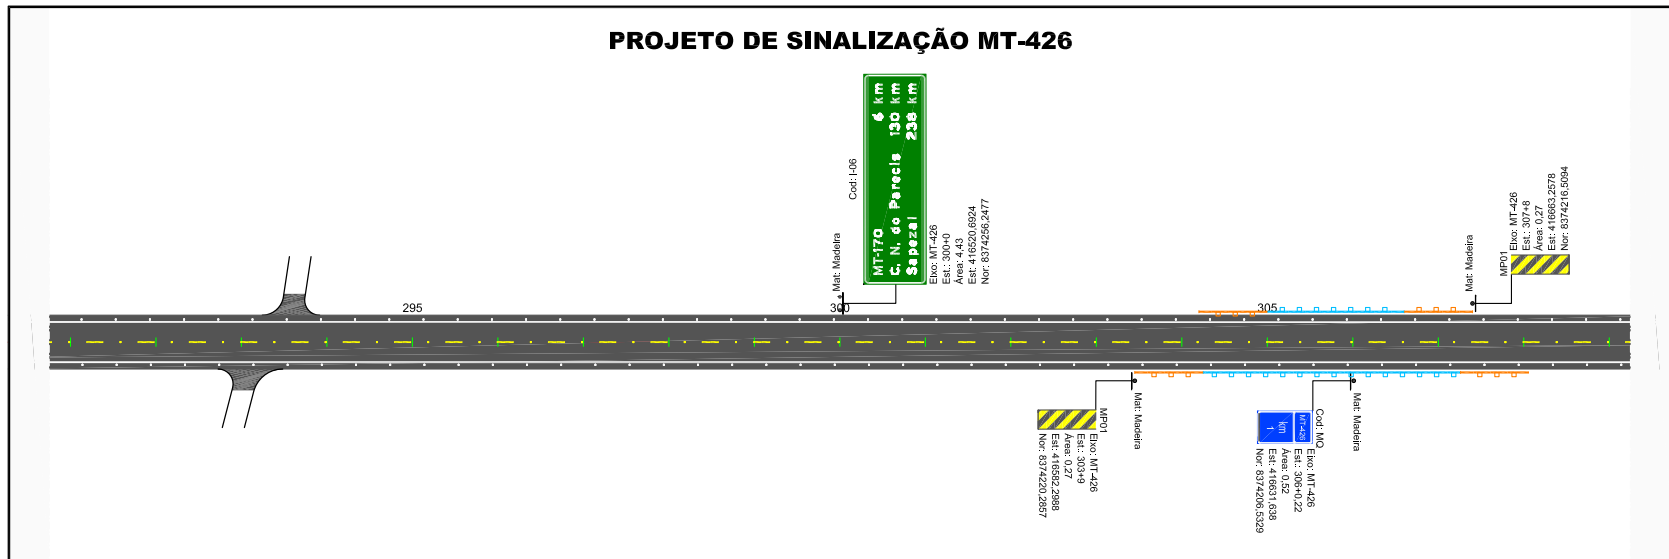 PROJETO DE SINALIZAÇÃO MT-426
Cod: I-06
MT-170 6 km
C. N. do Parecis 130 km
Sapezal 238 km
Mat: Madeira
Eixo: MT-426
Est.: 300+0
Área: 4,43
Est: 416520,6924
Nor: 8374256,2477
Mat: Madeira
MP01
Eixo: MT-426
Est.: 307+8
Área: 0,27
Est: 416663,2578
Nor: 8374216,5094
295
300
305
Mat: Madeira
MP01
Eixo: MT-426
Est.: 303+9
Área: 0,27
Est: 416582,2988
Nor: 8374220,2857
Mat: Madeira
Cod: MQ
MT-426
km
1
Eixo: MT-426
Est.: 306+0,22
Área: 0,52
Est: 416631,638
Nor: 8374206,5329